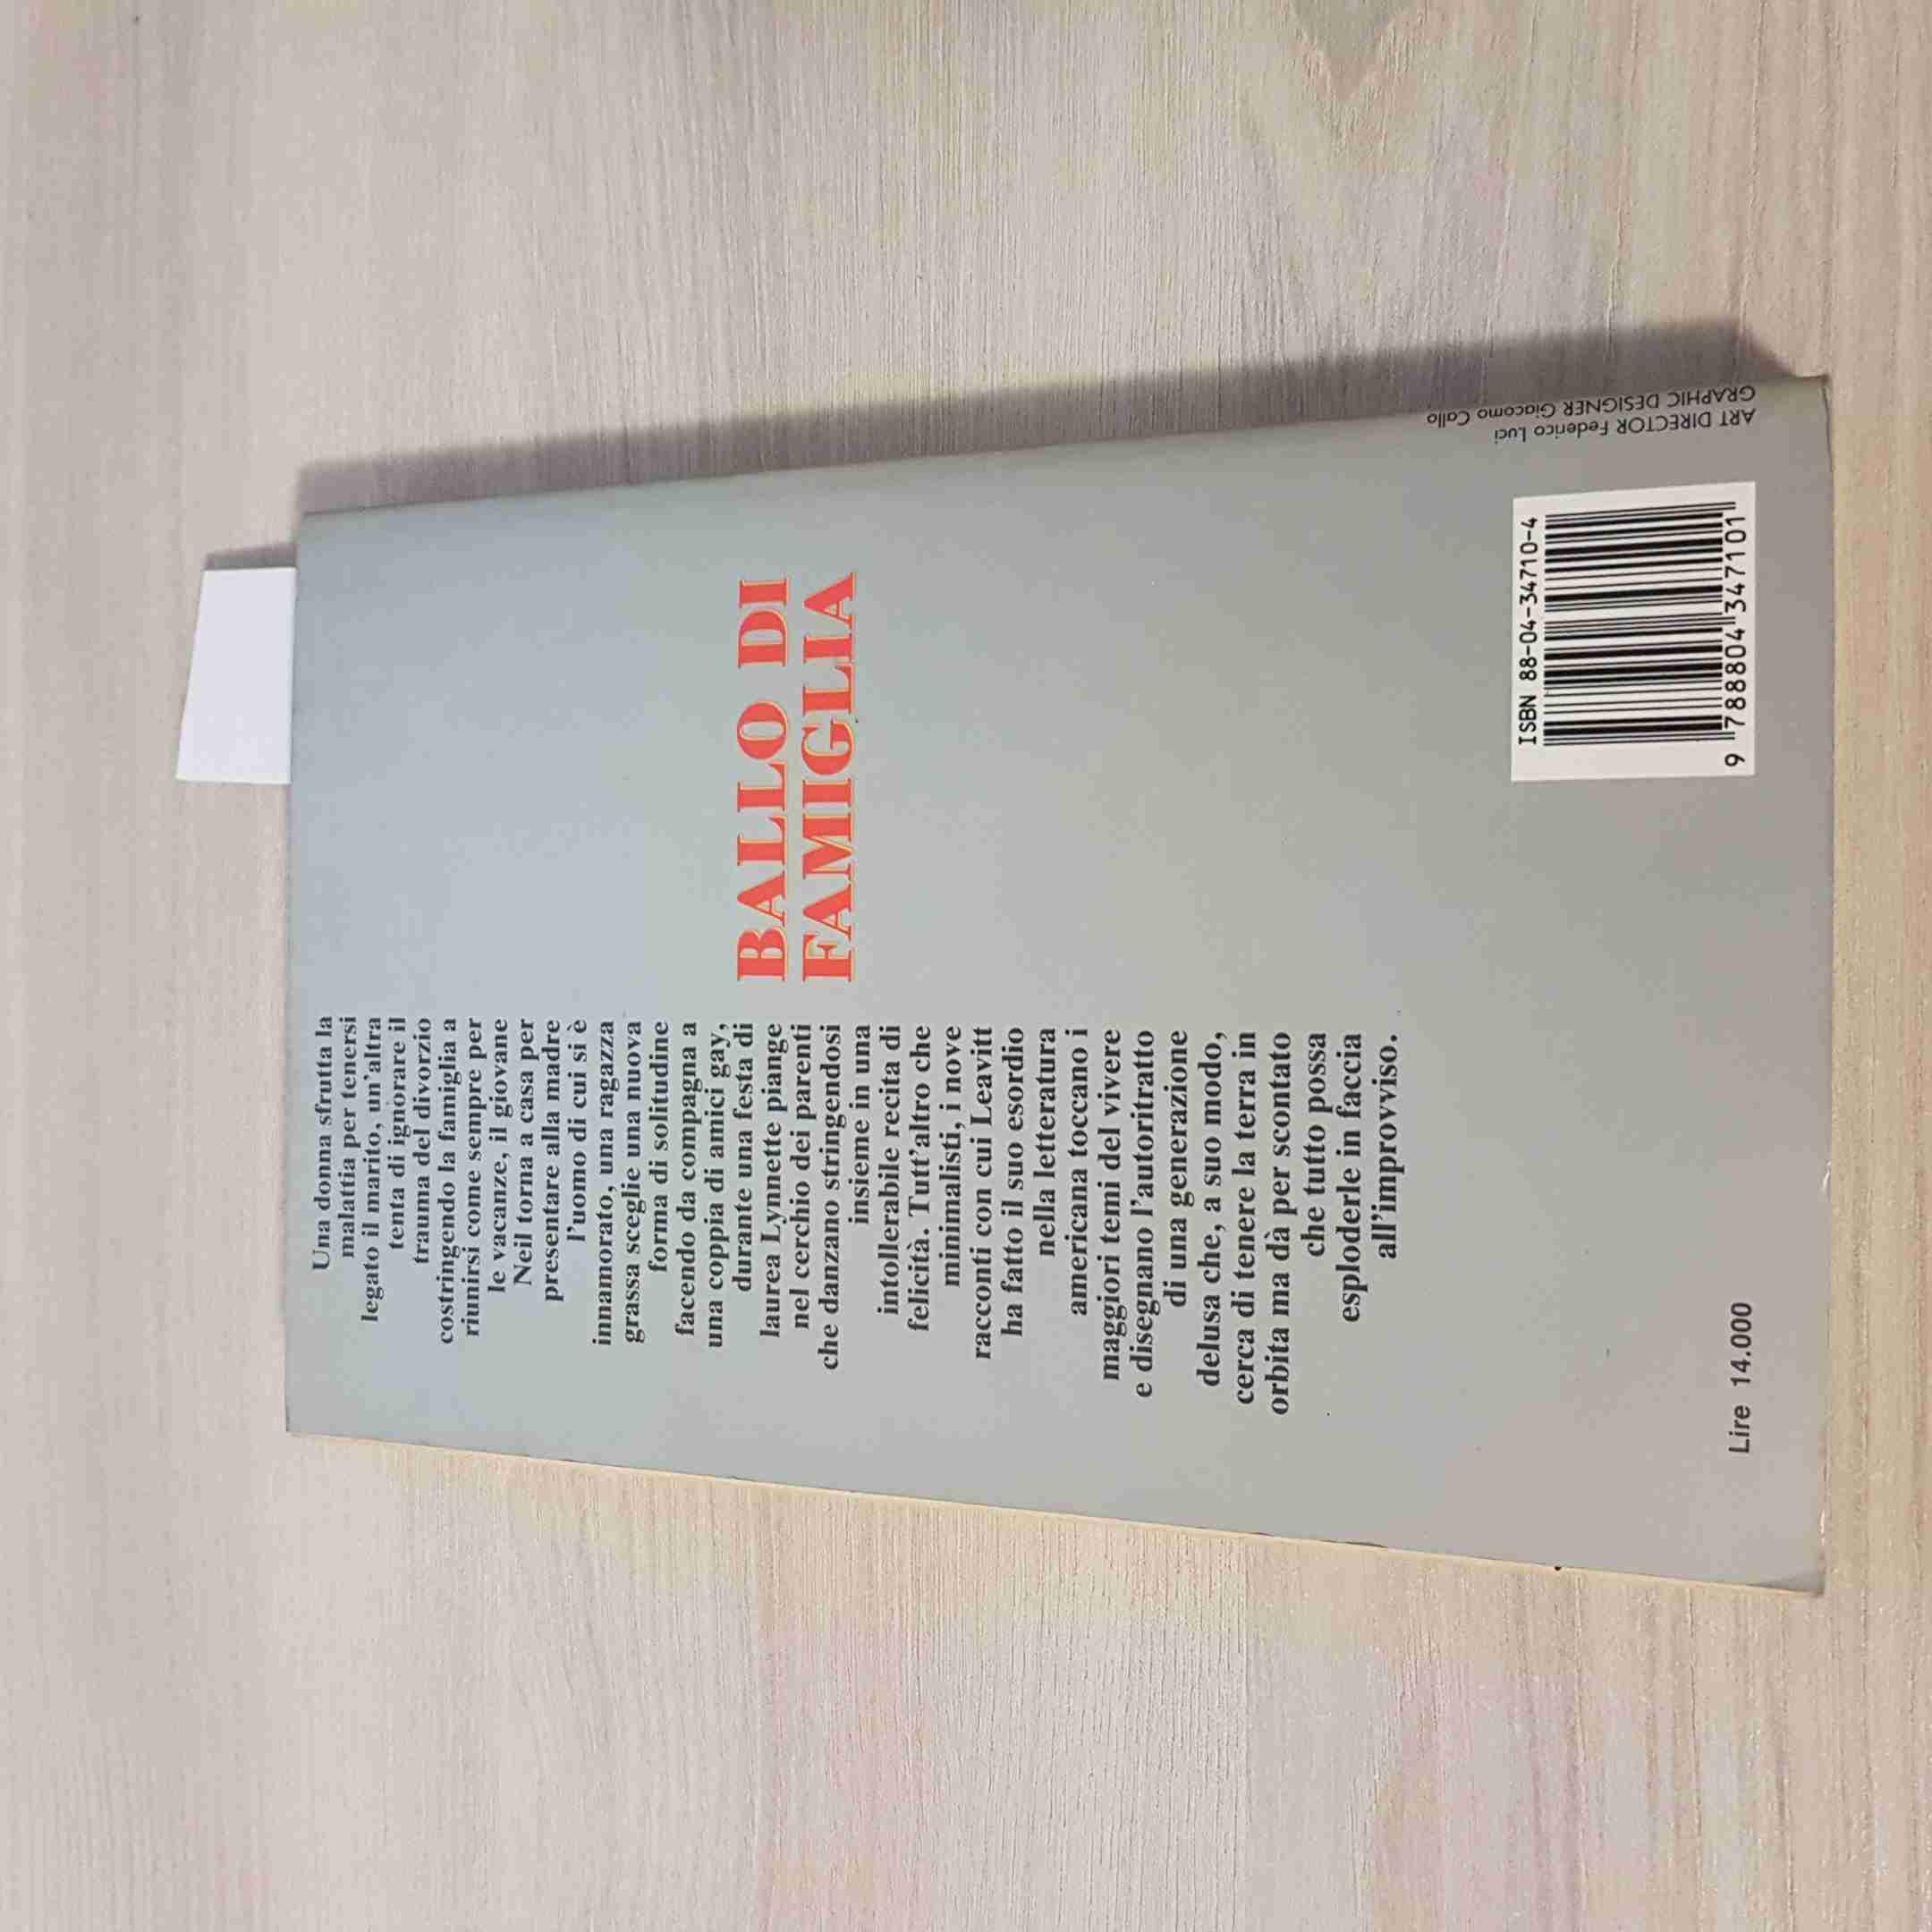 Una donna sfrutta la
malattia per tenersi
legato il marito, un'altra
tenta di ignorare il
trauma del divorzio
costringendo la famiglia a
riunirsi come sempre per
le vacanze, il giovane
Neil torna a casa per
presentare alla madre
l'uomo di cui si è
innamorato, una ragazza
grassa sceglie una nuova
forma di solitudine
facendo da compagna a
una coppia di amici gay,
durante una festa di
laurea Lynnette piange
nel cerchio dei parenti
che danzano stringendosi
insieme in una
intollerabile recita di
felicità. Tutt'altro che
minimalisti, i nove
racconti con cui Leavitt
ha fatto il suo esordio
nella letteratura
americana toccano i
maggiori temi del vivere
e disegnano l'autoritratto
di una generazione
delusa che, a suo modo,
cerca di tenere la terra in
orbita ma dà per scontato
che tutto possa
esploderle in faccia
all'improvviso.
BALLO DI
FAMIGLIA
Lire 14.000
ISBN 88-04-34710-4
9 788804 347101
ART DIRECTOR Federico Luci
GRAPHIC DESIGNER Giacomo Callo